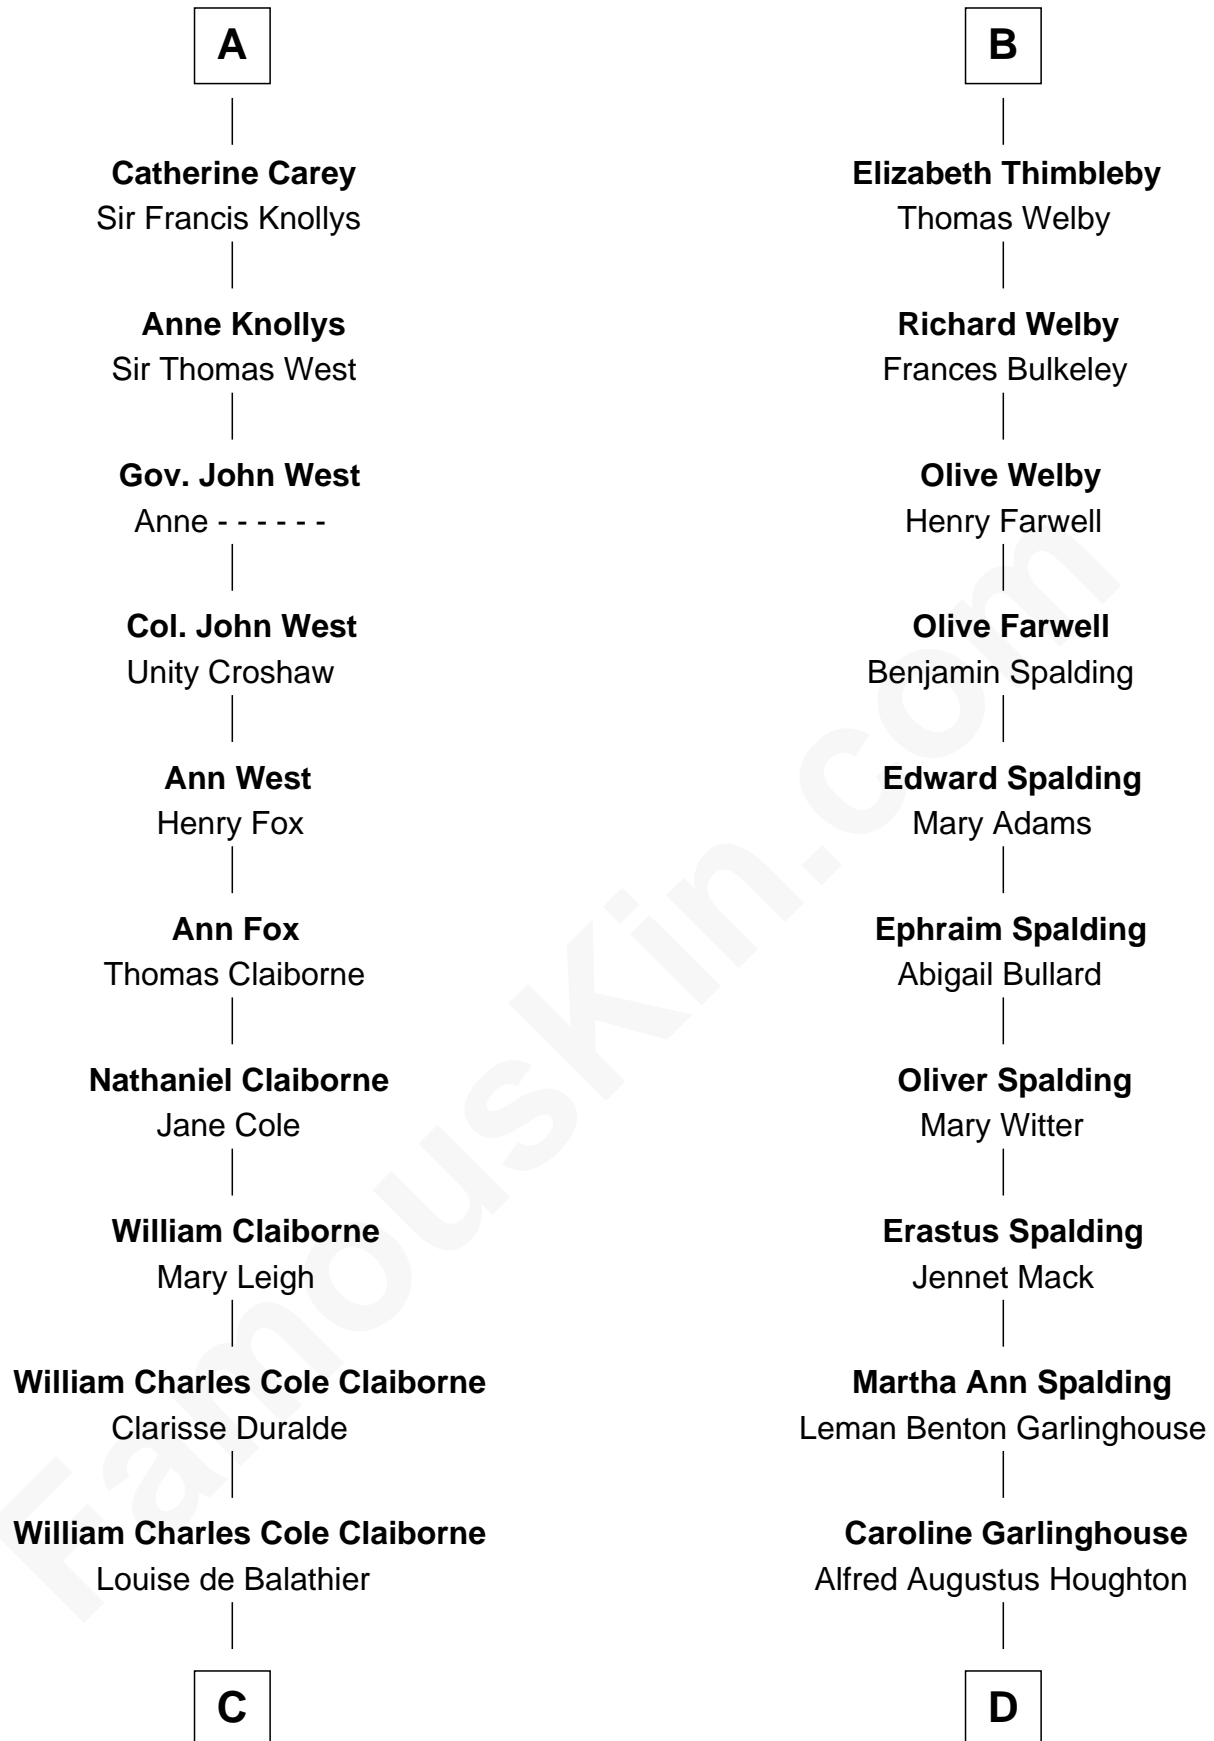 A
Catherine Carey
Sir Francis Knollys
Anne Knollys
Sir Thomas West
Gov. John West
Anne - - - - - -
Col. John West
Unity Croshaw
Ann West
Henry Fox
Ann Fox
Thomas Claiborne
Nathaniel Claiborne
Jane Cole
William Claiborne
Mary Leigh
William Charles Cole Claiborne
Clarisse Duralde
William Charles Cole Claiborne
Louise de Balathier
C
B
Elizabeth Thimbleby
Thomas Welby
Richard Welby
Frances Bulkeley
Olive Welby
Henry Farwell
Olive Farwell
Benjamin Spalding
Edward Spalding
Mary Adams
Ephraim Spalding
Abigail Bullard
Oliver Spalding
Mary Witter
Erastus Spalding
Jennet Mack
Martha Ann Spalding
Leman Benton Garlinghouse
Caroline Garlinghouse
Alfred Augustus Houghton
D
FamousKin.com